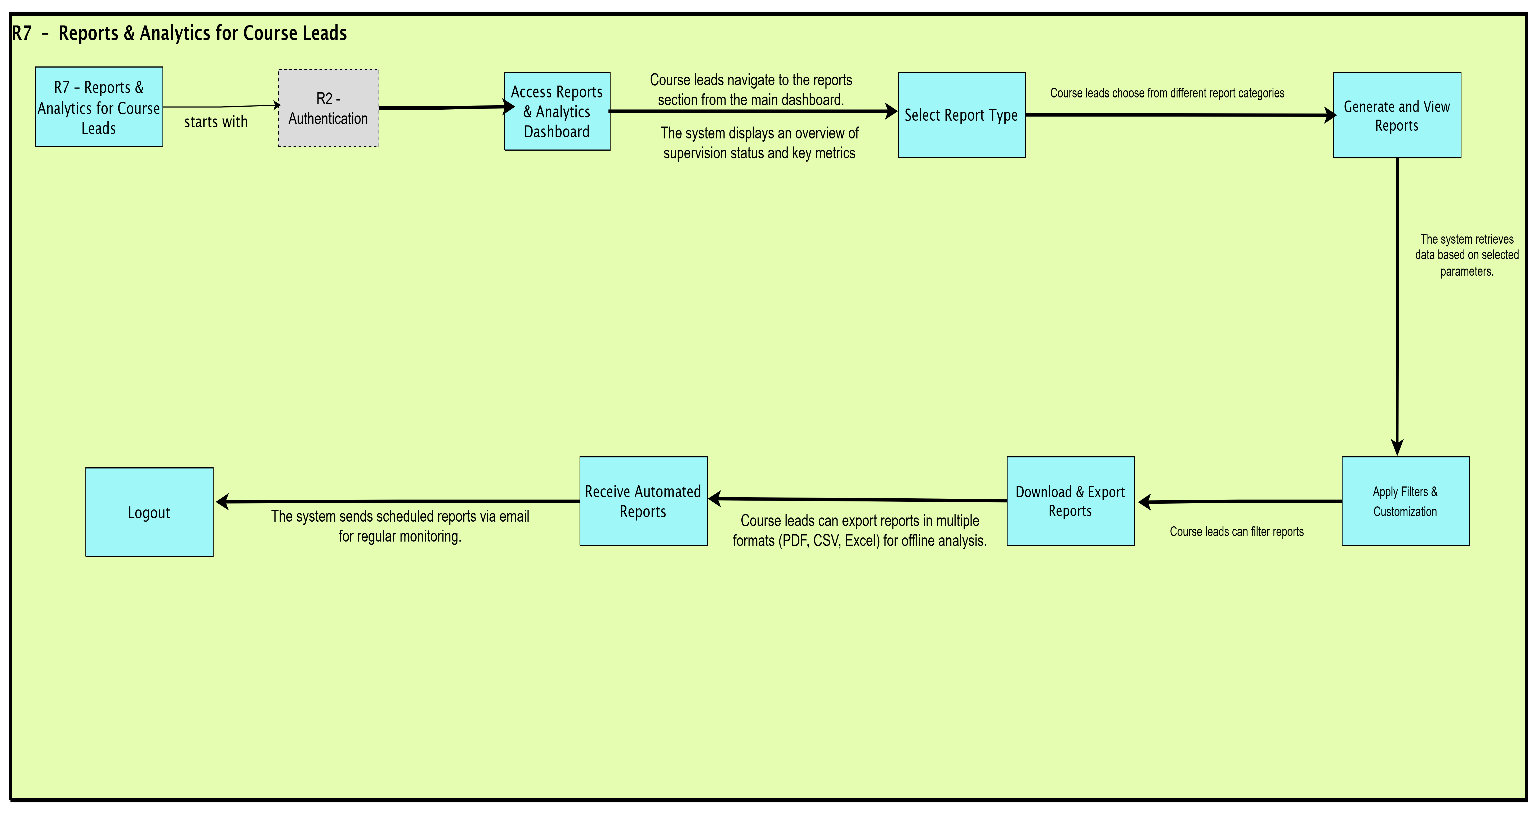 R7 - Reports & Analytics for Course Leads
R7 – Reports &
Analytics for Course
Leads
starts with
R2 -
Authentication
Access Reports
& Analytics
Dashboard
Course leads navigate to the reports
section from the main dashboard.
The system displays an overview of
supervision status and key metrics
Select Report Type
Course leads choose from different report categories
Generate and View
Reports
The system retrieves
data based on selected
parameters.
Apply Filters &
Customization
Course leads can filter reports
Download & Export
Reports
Course leads can export reports in multiple
formats (PDF, CSV, Excel) for offline analysis.
Receive Automated
Reports
The system sends scheduled reports via email
for regular monitoring.
Logout